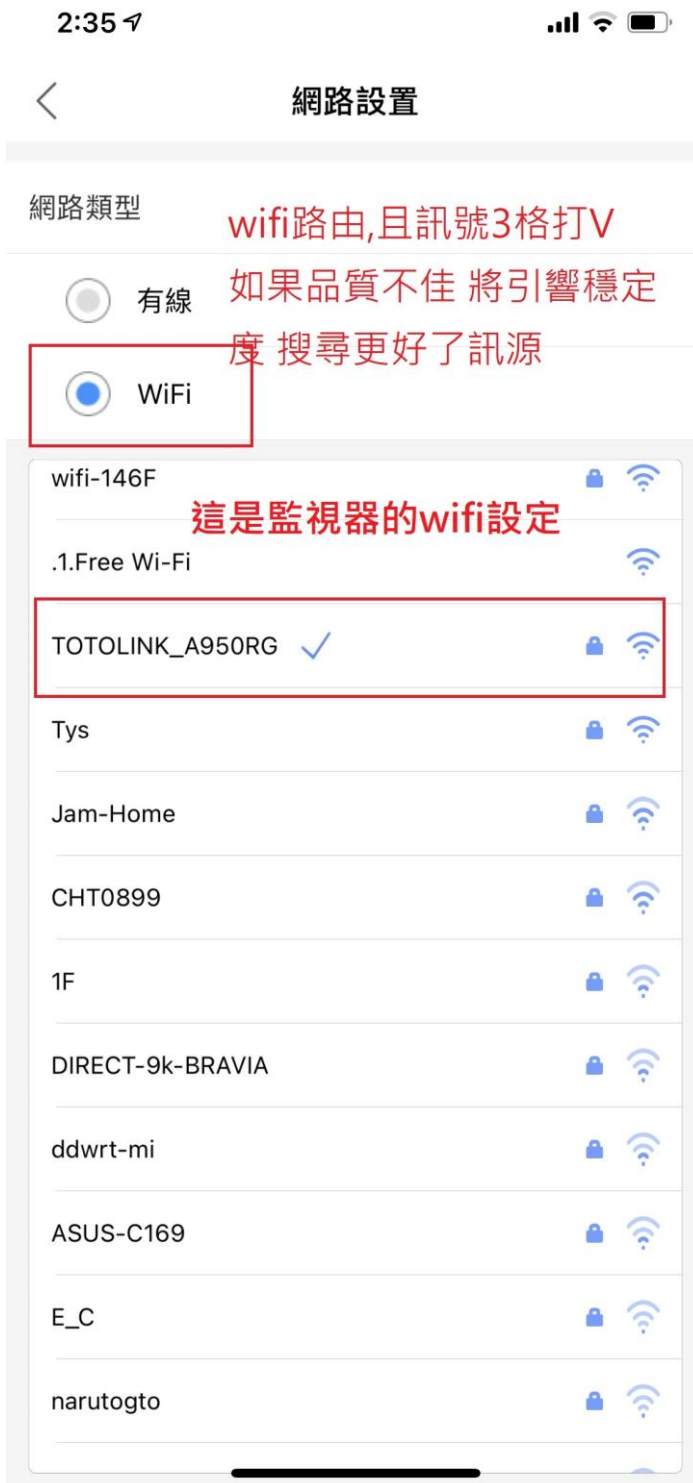 2:35
網路設置
網路類型
wifi路由,且訊號3格打V
有線
如果品質不佳 將引響穩定
度 搜尋更好了訊源
WiFi
wifi-146F
這是監視器的wifi設定
.1.Free Wi-Fi
TOTOLINK_A950RG
Tys
Jam-Home
CHT0899
1F
DIRECT-9k-BRAVIA
ddwrt-mi
ASUS-C169
E_C
narutogto